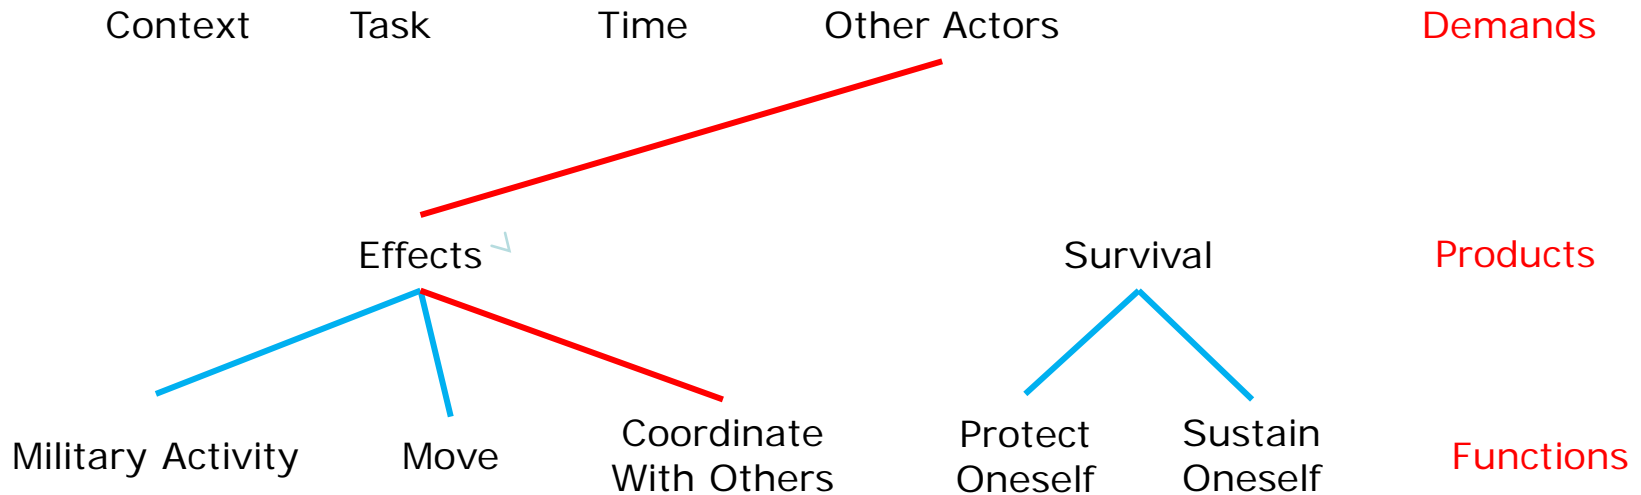 Context Task Time Other Actors Demands
Effects Survival Products
Military Activity Move Coordinate With Others Protect Oneself Sustain Oneself Functions